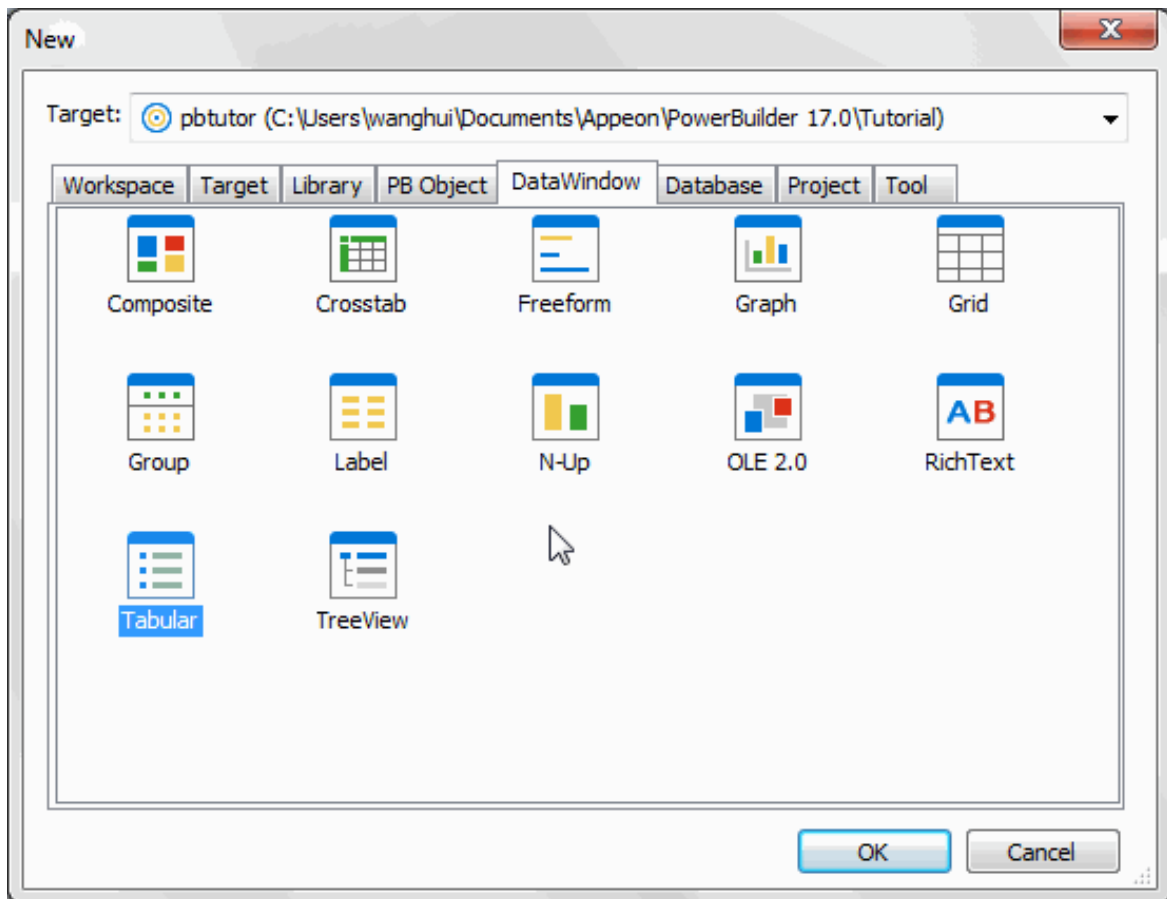 New
Target: pbtutor (C:\Users\wanghui\Documents\Appeon\PowerBuilder 17.0\Tutorial)
Workspace Target Library PB Object DataWindow Database Project Tool
Composite Crosstab Freeform Graph Grid
AB
Group Label N-Up OLE 2.0 RichText
Tabular TreeView
OK Cancel